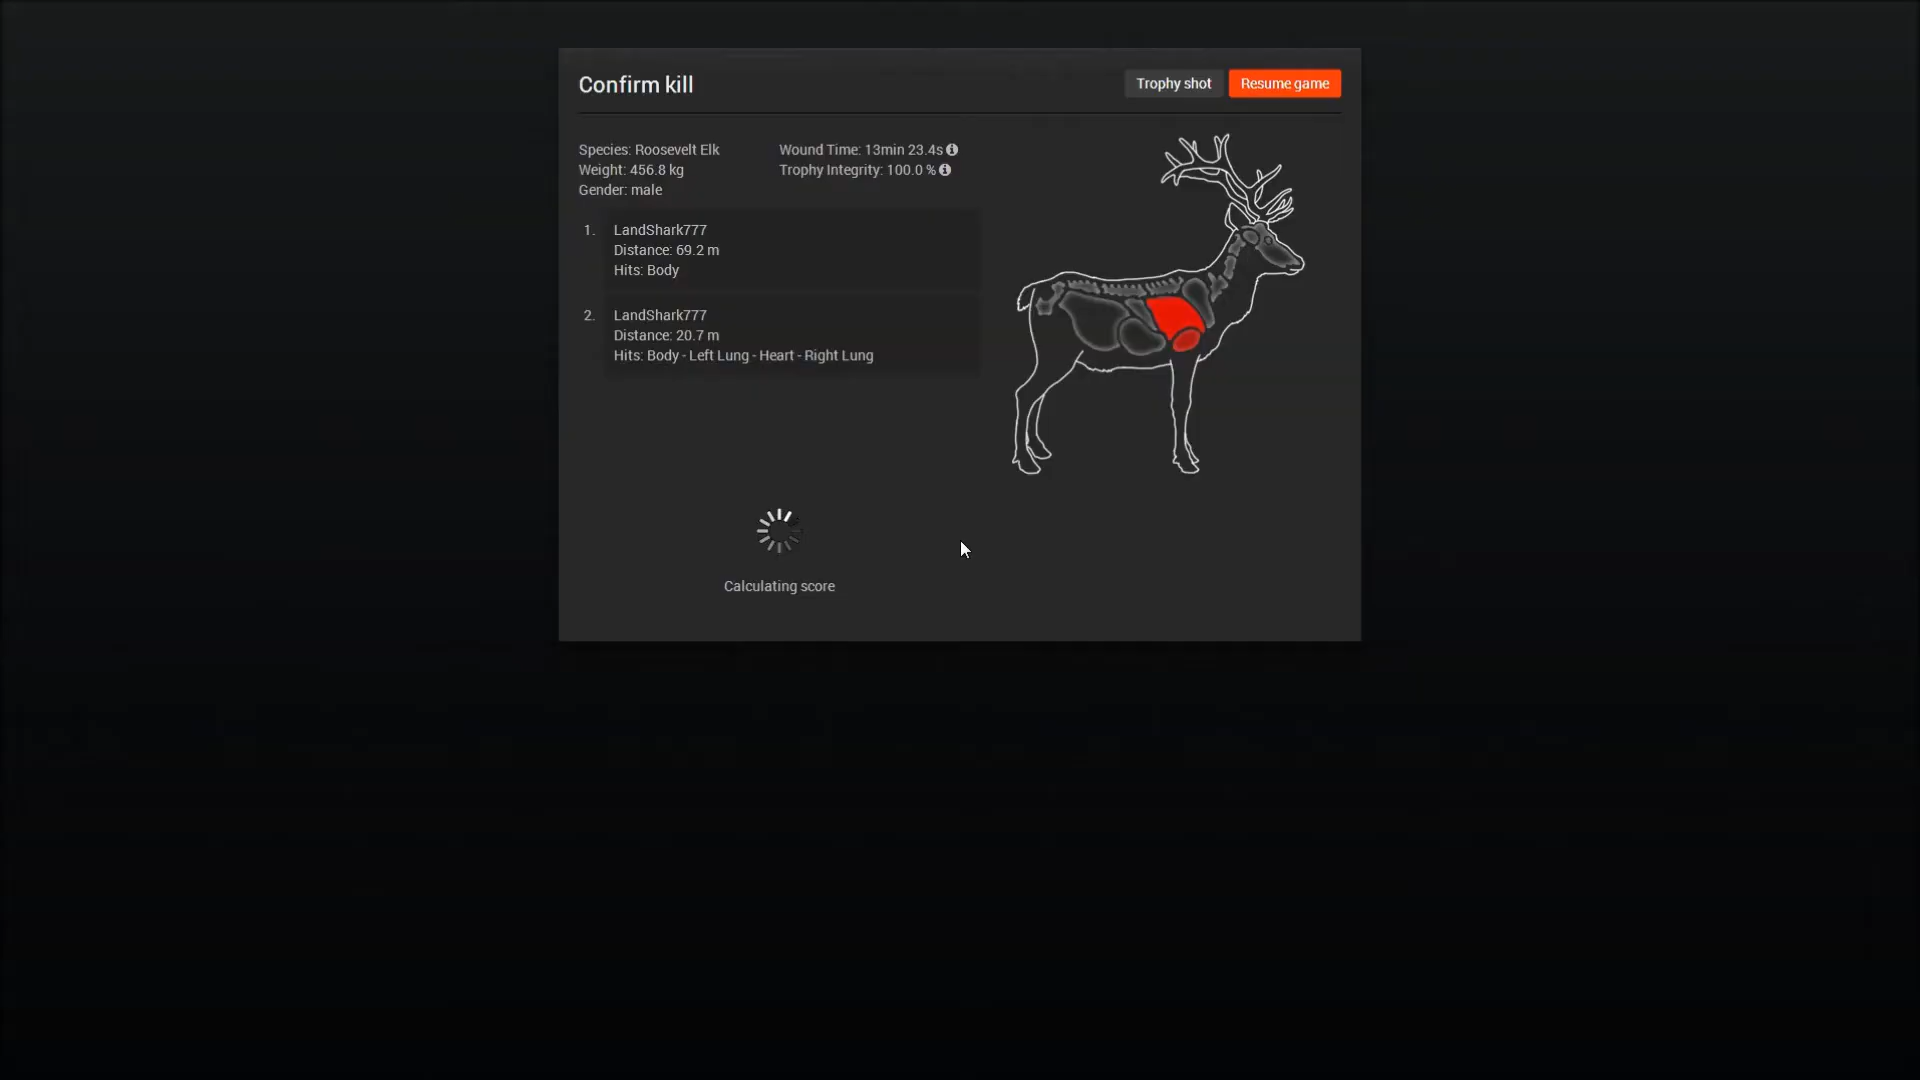 Confirm kill
Trophy shot
Resume game
Species: Roosevelt Elk
Weight: 456.8 kg
Gender: male
Wound Time: 13min 23.4s
Trophy Integrity: 100.0 %
1. LandShark777
Distance: 69.2 m
Hits: Body
2. LandShark777
Distance: 20.7 m
Hits: Body - Left Lung - Heart - Right Lung
Calculating score